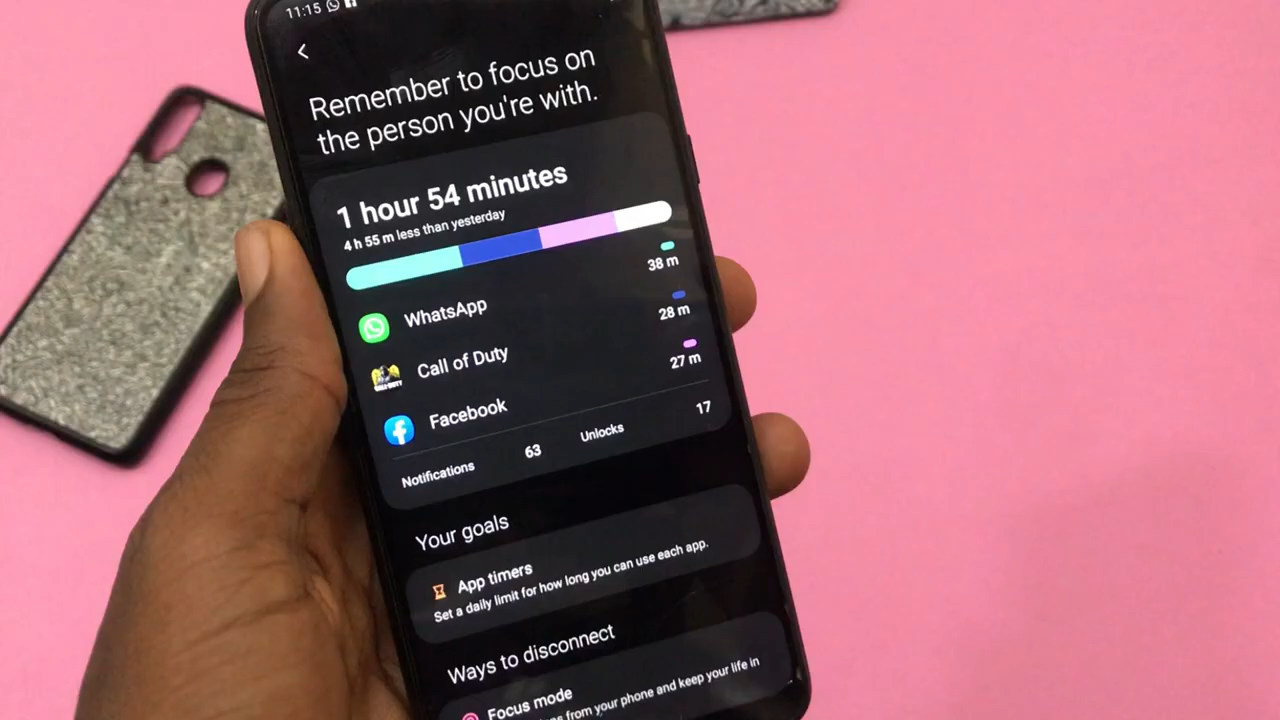 11:15
Remember to focus on
the person you're with.
1 hour 54 minutes
4 h 55 m less than yesterday
WhatsApp 38 m
Call of Duty 28 m
Facebook 27 m
Notifications 63 Unlocks 17
Your goals
App timers
Set a daily limit for how long you can use each app.
Ways to disconnect
Focus mode
from your phone and keep your life in